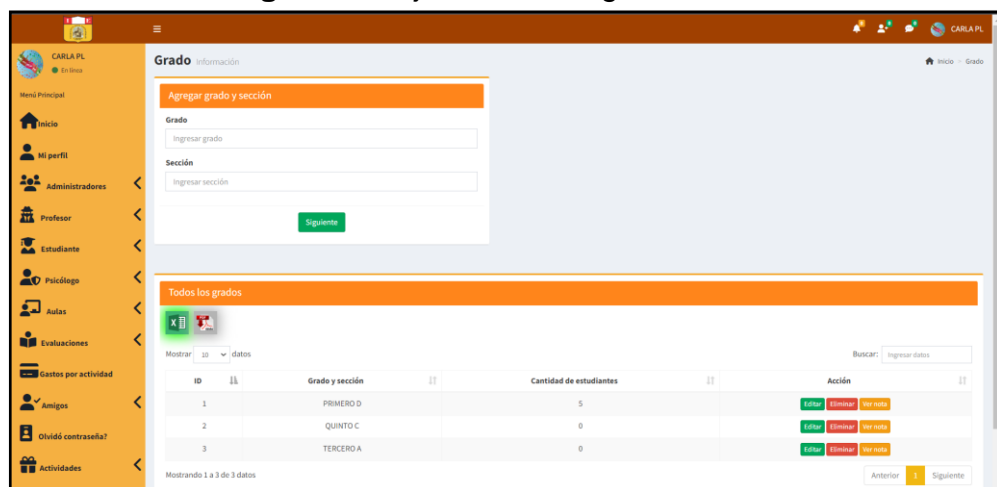 CARLA PL
CARLA PL
En línea
Menú Principal
Inicio
Mi perfil
Administradores
Profesor
Estudiante
Psicólogo
Aulas
Evaluaciones
Gastos por actividad
Amigos
Olvidó contraseña?
Actividades
Grado Información
Inicio - Grado
Agregar grado y sección
Grado
Ingresar grado
Sección
Ingresar sección
Siguiente
Todos los grados
Mostrar 10 datos
Buscar: Ingresar datos
ID Grado y sección Cantidad de estudiantes Acción
1 PRIMERO D 5 Editar Eliminar Ver nota
2 QUINTO C 0 Editar Eliminar Ver nota
3 TERCERO A 0 Editar Eliminar Ver nota
Mostrando 1 a 3 de 3 datos
Anterior 1 Siguiente